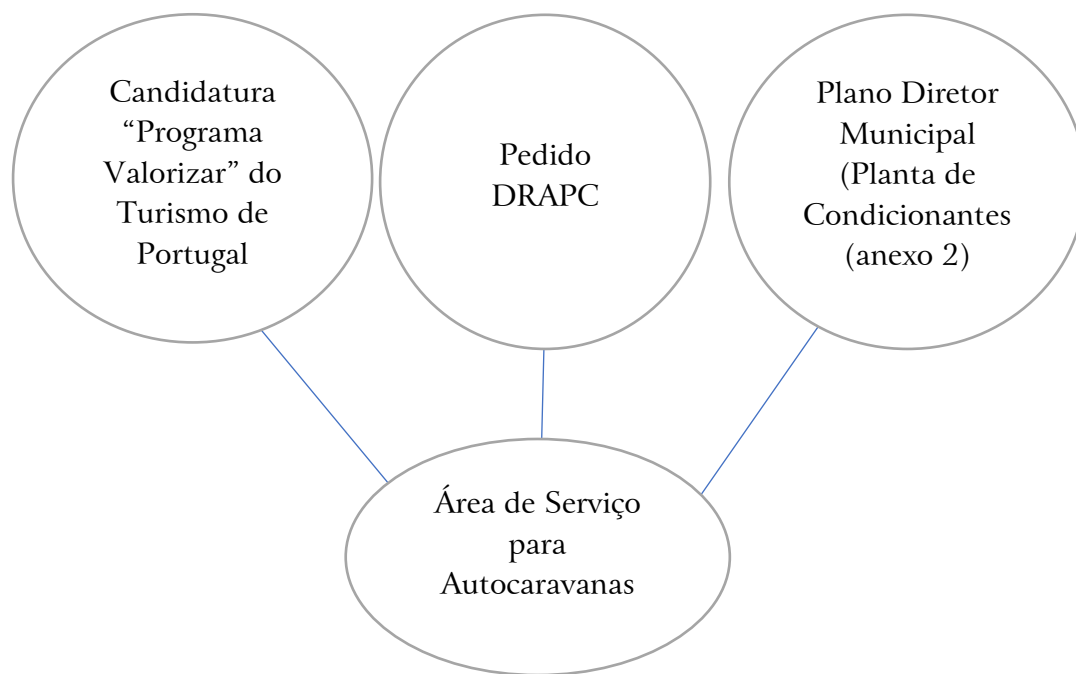 Candidatura
“Programa
Valorizar” do
Turismo de
Portugal
Pedido
DRAPC
Plano Diretor
Municipal
(Planta de
Condicionantes
(anexo 2)
Área de Serviço
para
Autocaravanas